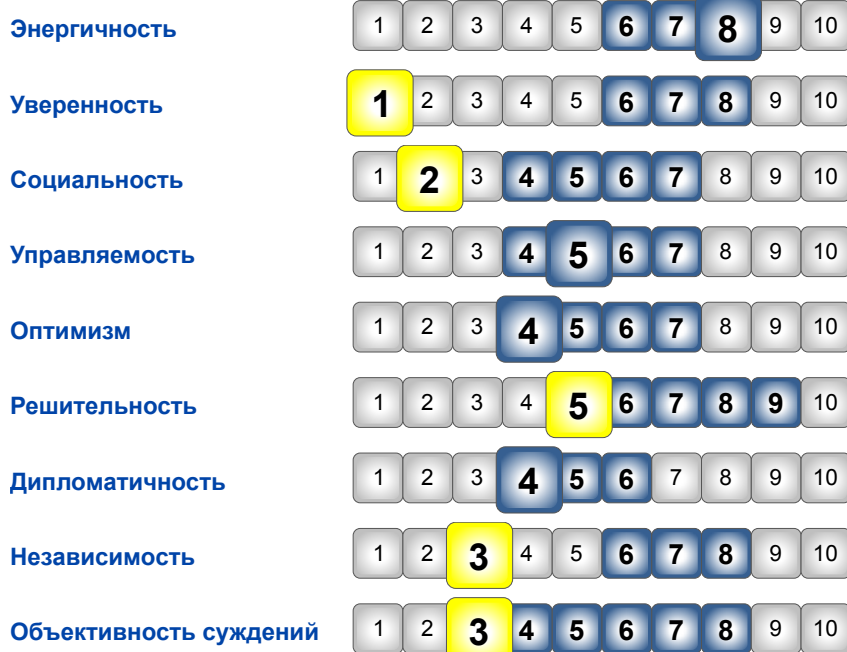 Энергичность 1 2 3 4 5 6 7 8 9 10
Уверенность 1 2 3 4 5 6 7 8 9 10
Социальность 1 2 3 4 5 6 7 8 9 10
Управляемость 1 2 3 4 5 6 7 8 9 10
Оптимизм 1 2 3 4 5 6 7 8 9 10
Решительность 1 2 3 4 5 6 7 8 9 10
Дипломатичность 1 2 3 4 5 6 7 8 9 10
Независимость 1 2 3 4 5 6 7 8 9 10
Объективность суждений 1 2 3 4 5 6 7 8 9 10